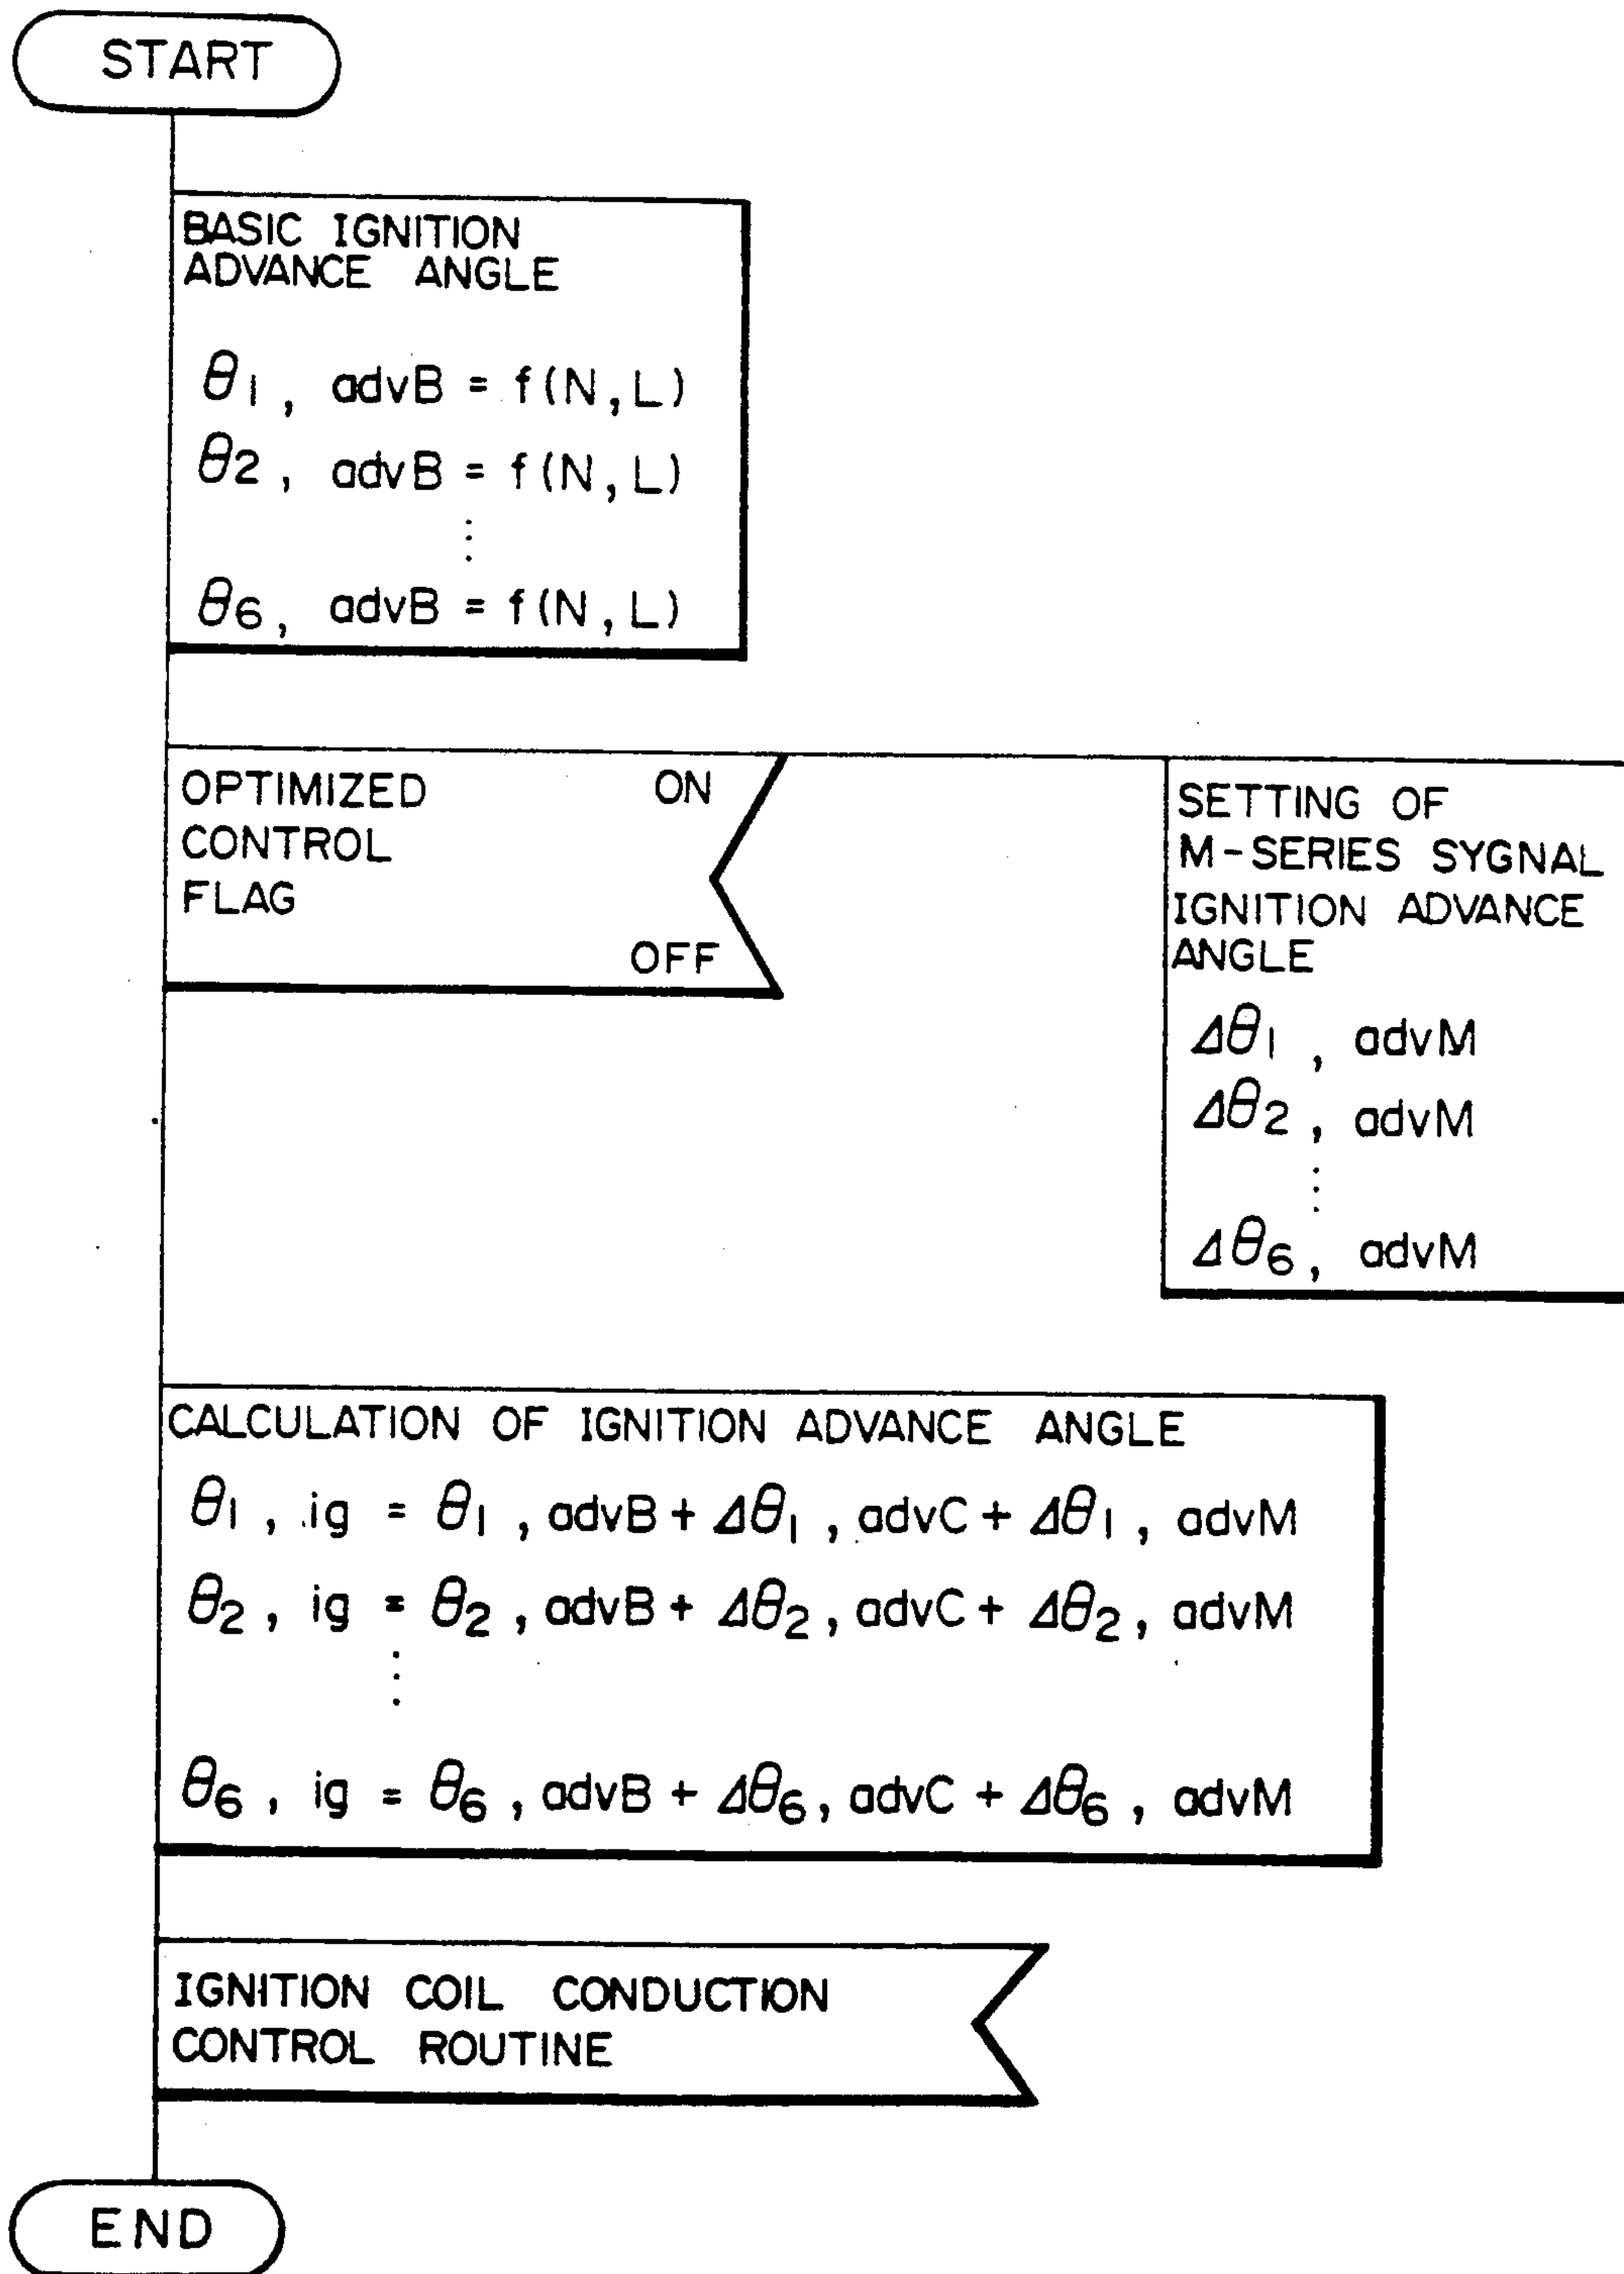 START
BASIC IGNITION
ADVANCE ANGLE
θ1, advB = f(N,L)
θ2, advB = f(N,L)
⋮
θ6, advB = f(N,L)
OPTIMIZED ON
CONTROL
FLAG
OFF
SETTING OF
M-SERIES SYGNAL
IGNITION ADVANCE
ANGLE
Δθ1, advM
Δθ2, advM
⋮
Δθ6, advM
CALCULATION OF IGNITION ADVANCE ANGLE
θ1, ig = θ1, advB + Δθ1, advC + Δθ1, advM
θ2, ig = θ2, advB + Δθ2, advC + Δθ2, advM
⋮
θ6, ig = θ6, advB + Δθ6, advC + Δθ6, advM
IGNITION COIL CONDUCTION
CONTROL ROUTINE
END